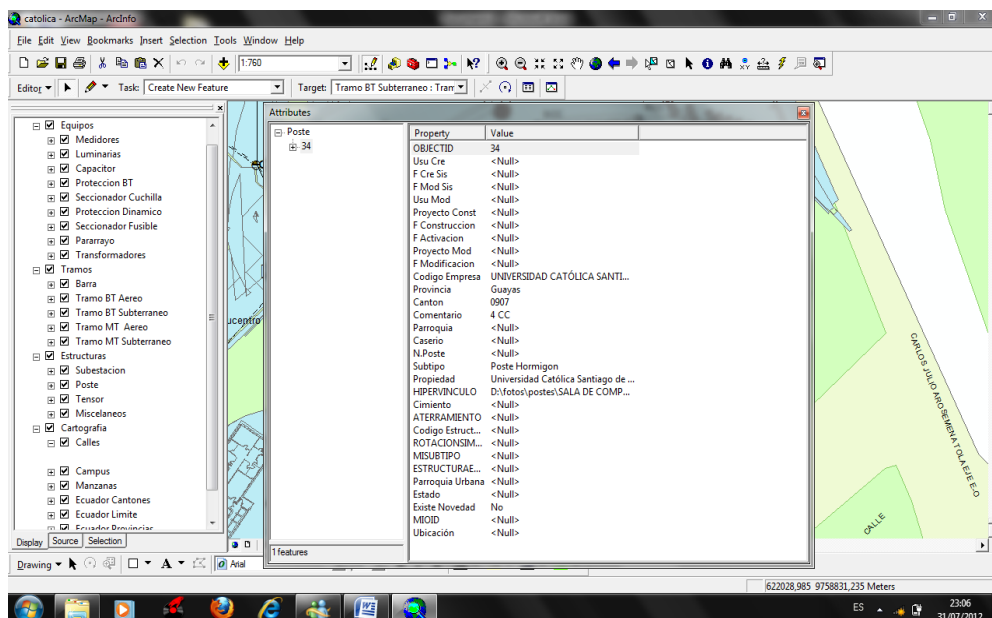 catolica - ArcMap - ArcInfo
File Edit View Bookmarks Insert Selection Tools Window Help
1:760
Editor Task: Create New Feature Target: Tramo BT Subterraneo : Tram
Equipos
Medidores
Luminarias
Capacitor
Proteccion BT
Seccionador Cuchilla
Proteccion Dinamico
Seccionador Fusible
Pararrayo
Transformadores
Tramos
Barra
Tramo BT Aereo
Tramo BT Subterraneo
Tramo MT Aereo
Tramo MT Subterraneo
Estructuras
Subestacion
Poste
Tensor
Miscelaneos
Cartografia
Calles
Campus
Manzanas
Ecuador Cantones
Ecuador Limite
Ecuador Provincias
Display Source Selection
Drawing A Arial
ucentro
Attributes
Poste
34
1 features
Property Value
OBJECTID 34
Usu Cre <Null>
F Cre Sis <Null>
F Mod Sis <Null>
Usu Mod <Null>
Proyecto Const <Null>
F Construccion <Null>
F Activacion <Null>
Proyecto Mod <Null>
F Modificacion <Null>
Codigo Empresa UNIVERSIDAD CATÓLICA SANTI...
Provincia Guayas
Canton 0907
Comentario 4 CC
Parroquia <Null>
Caserio <Null>
N.Poste <Null>
Subtipo Poste Hormigon
Propiedad Universidad Católica Santiago de ...
HIPERVINCULO D:\fotos\postes\SALA DE COMP...
Cimiento <Null>
ATERRAMIENTO <Null>
Codigo Estruct... <Null>
ROTACIONSIM... <Null>
MISUBTIPO <Null>
ESTRUCTURAE... <Null>
Parroquia Urbana <Null>
Estado <Null>
Existe Novedad No
MIOID <Null>
Ubicación <Null>
CARLOS JULIO AROSEMENA TOLA EJE E-O
CALLE
622028,985 9758831,235 Meters
ES
23:06
31/07/2012